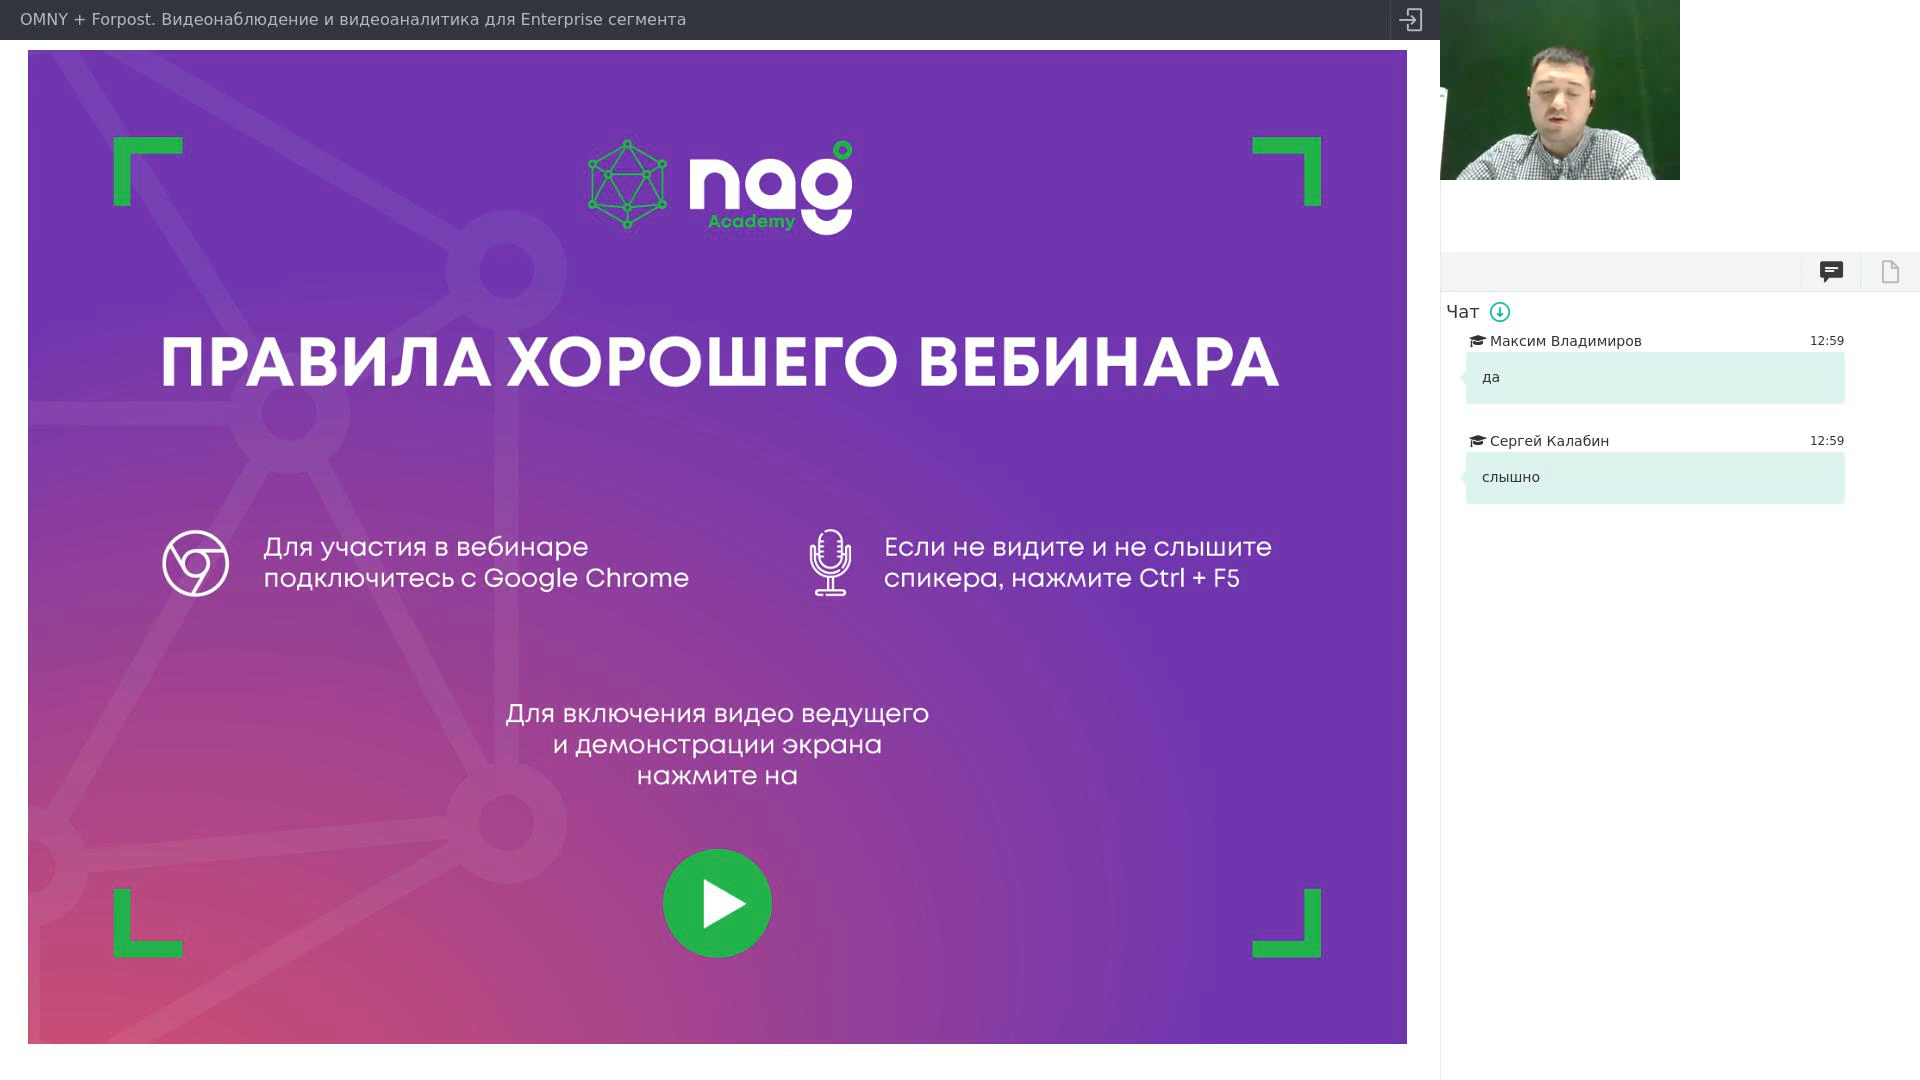 OMNY + Forpost. Видеонаблюдение и видеоаналитика для Enterprise сегмента
nag
Academy
ПРАВИЛА ХОРОШЕГО ВЕБИНАРА
Для участия в вебинаре
подключитесь с Google Chrome
Если не видите и не слышите
спикера, нажмите Ctrl + F5
Для включения видео ведущего
и демонстрации экрана
нажмите на
Чат
Максим Владимиров 12:59
да
Сергей Калабин 12:59
слышно